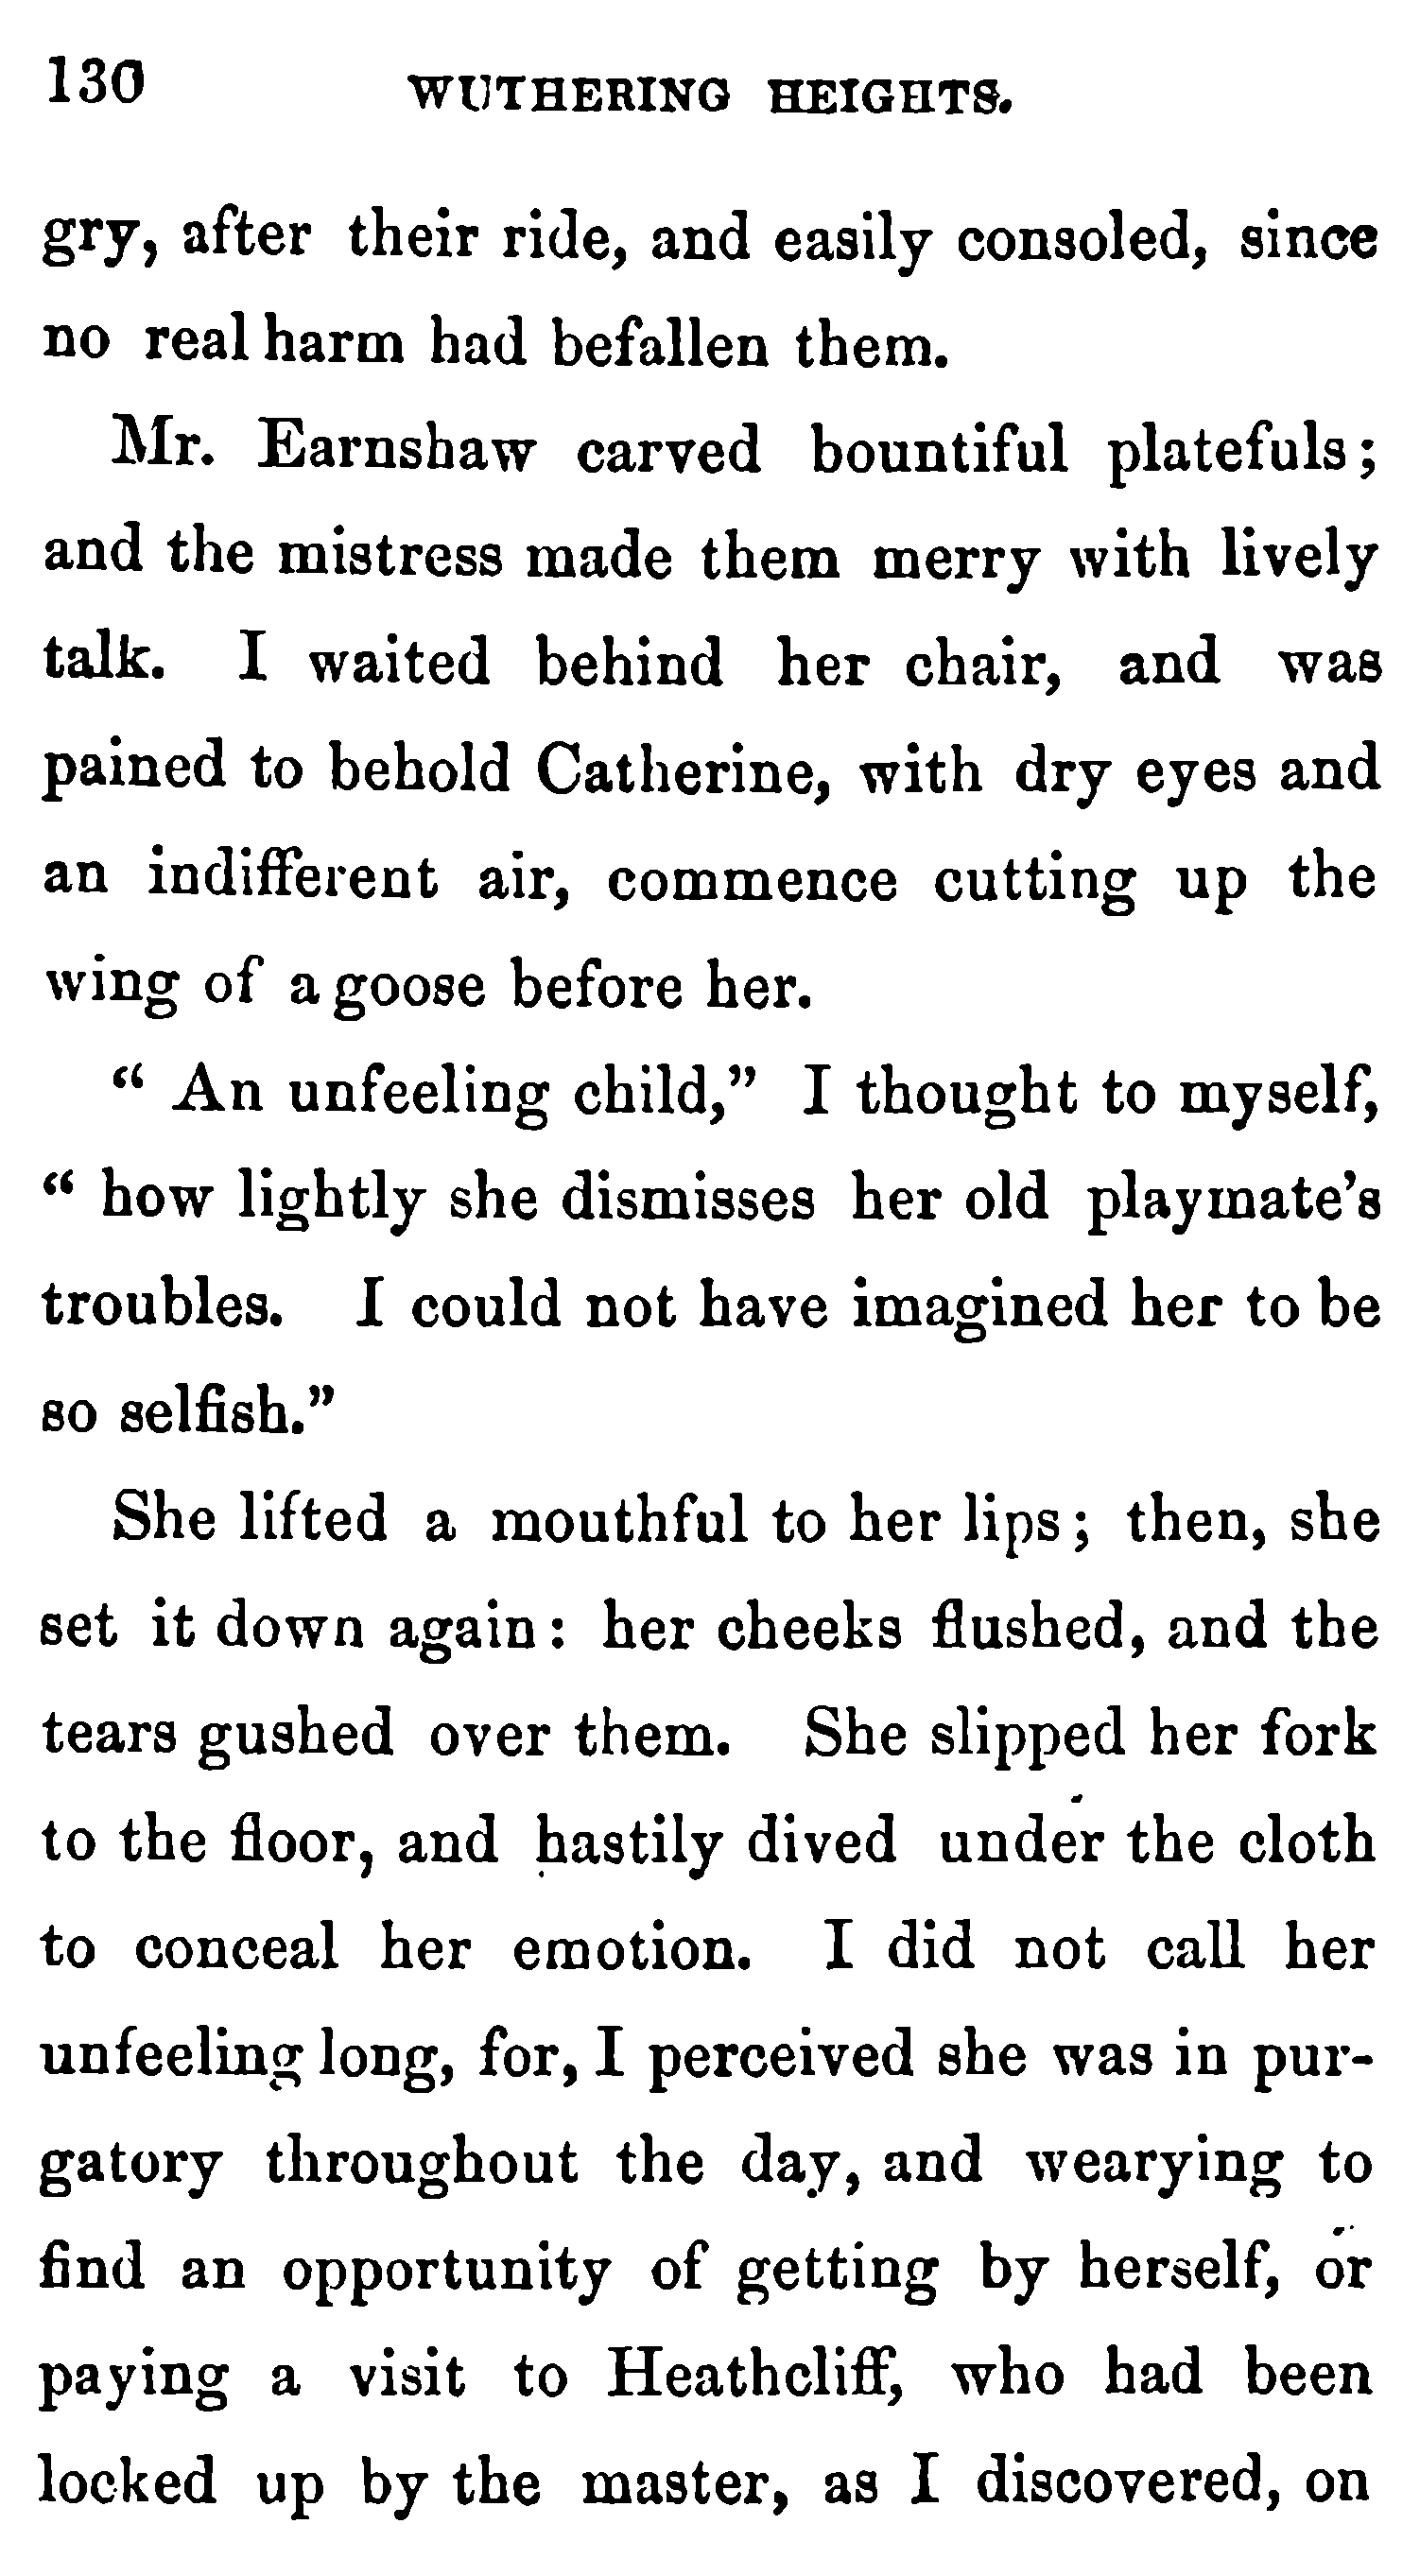 130 WUTHERING HEIGHTS.
gry, after their ride, and easily consoled, since
no real harm had befallen them.
Mr. Earnshaw carved bountiful platefuls;
and the mistress made them merry with lively
talk. I waited behind her chair, and was
pained to behold Catherine, with dry eyes and
an indifferent air, commence cutting up the
wing of a goose before her.
“ An unfeeling child,” I thought to myself,
“ how lightly she dismisses her old playmate’s
troubles. I could not have imagined her to be
so selfish.”
She lifted a mouthful to her lips; then, she
set it down again: her cheeks flushed, and the
tears gushed over them. She slipped her fork
to the floor, and hastily dived under the cloth
to conceal her emotion. I did not call her
unfeeling long, for, I perceived she was in pur-
gatory throughout the day, and wearying to
find an opportunity of getting by herself, or
paying a visit to Heathcliff, who had been
locked up by the master, as I discovered, on